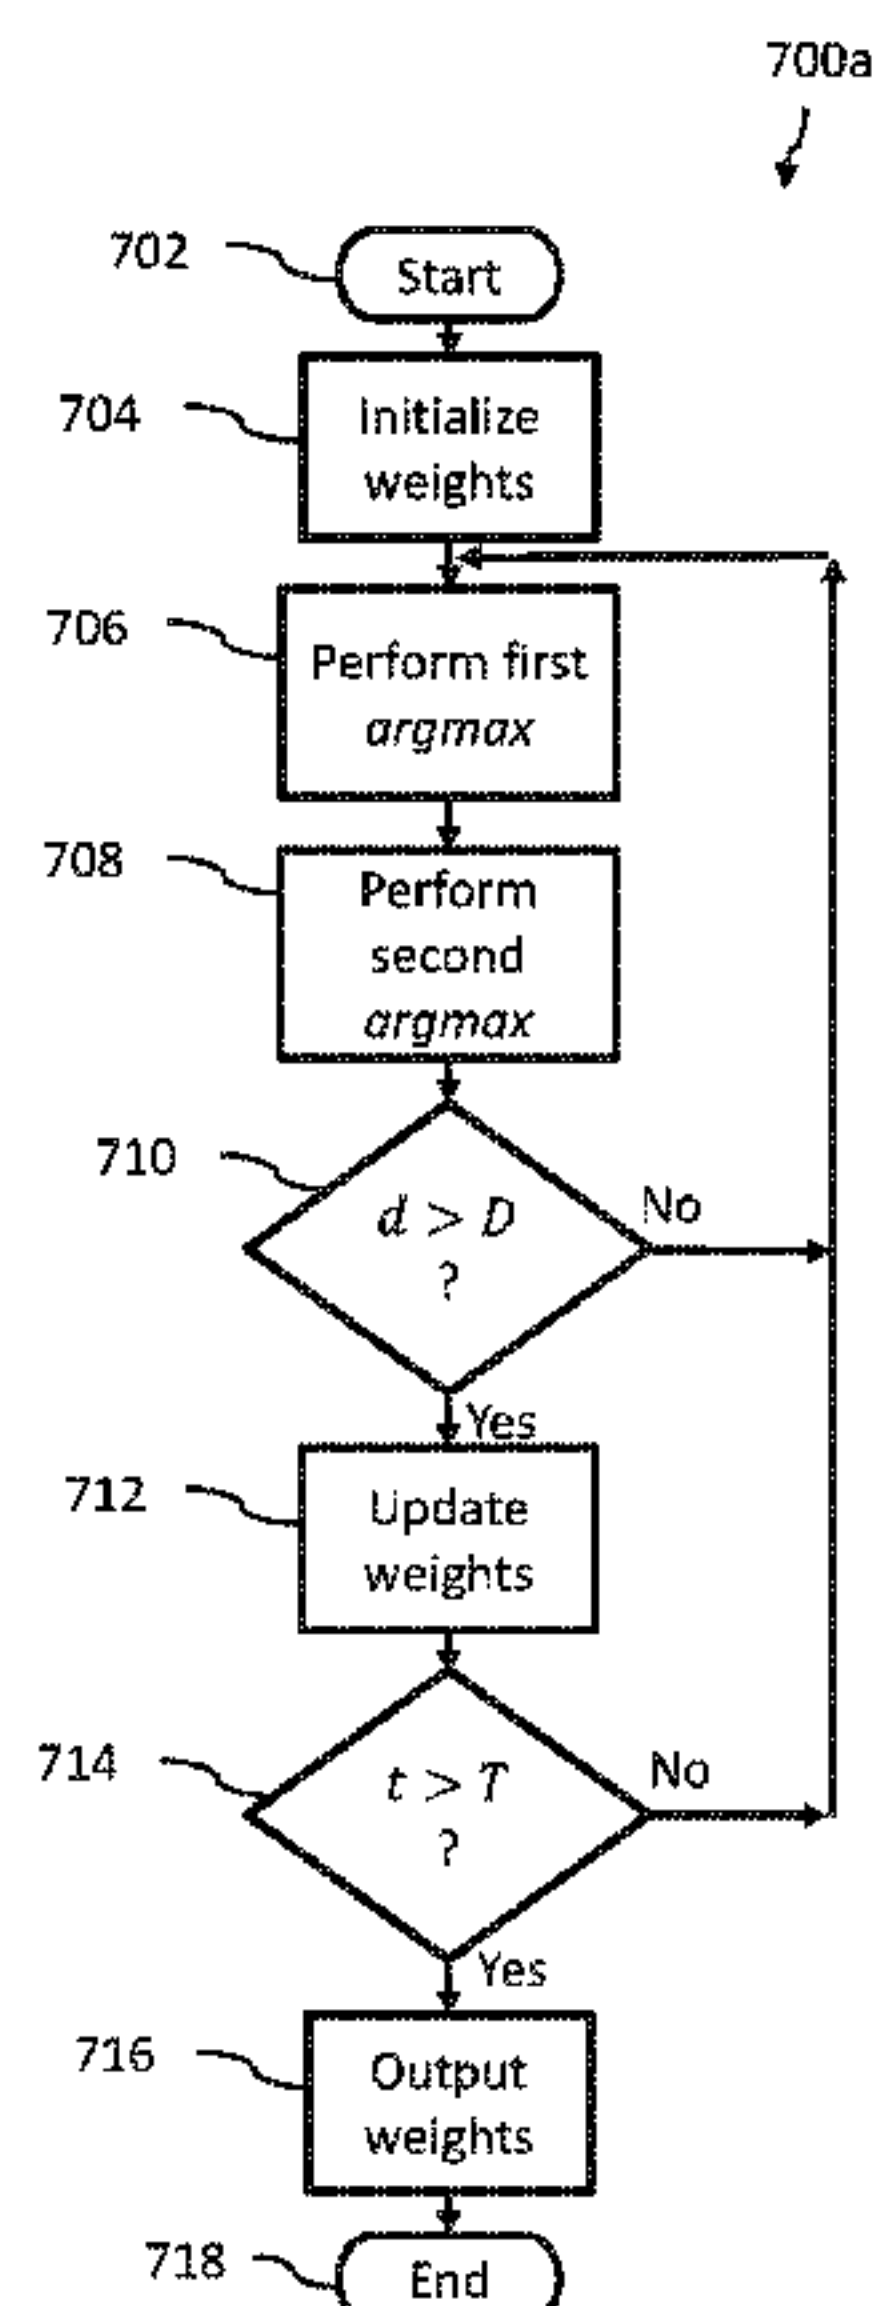 700a
702
Start
704
Initialize
weights
706
Perform first
argmax
708
Perform
second
argmax
710
d > D
?
No
Yes
712
Update
weights
714
t > T
?
No
Yes
716
Output
weights
718
End